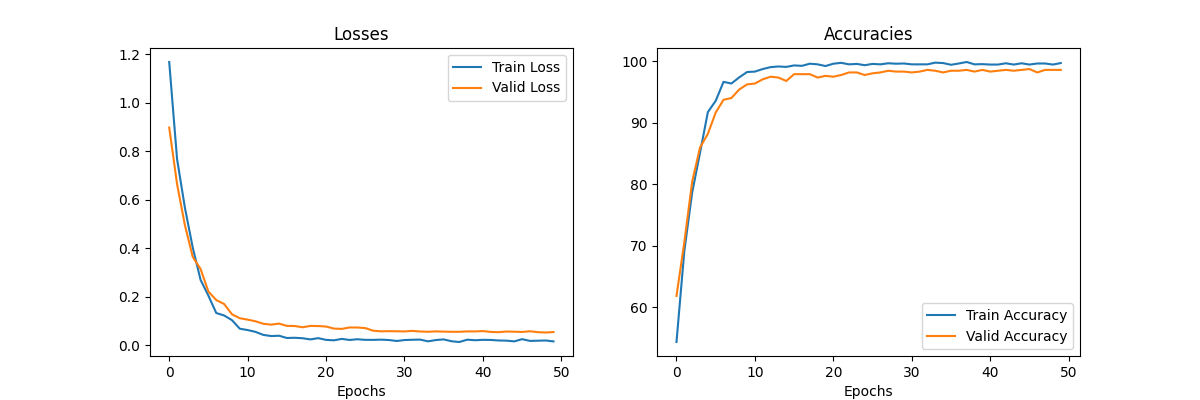 Losses
1.2
1.0
0.8
0.6
0.4
0.2
0.0
0 10 20 30 40 50
Epochs
Train Loss
Valid Loss
Accuracies
100
90
80
70
60
0 10 20 30 40 50
Epochs
Train Accuracy
Valid Accuracy